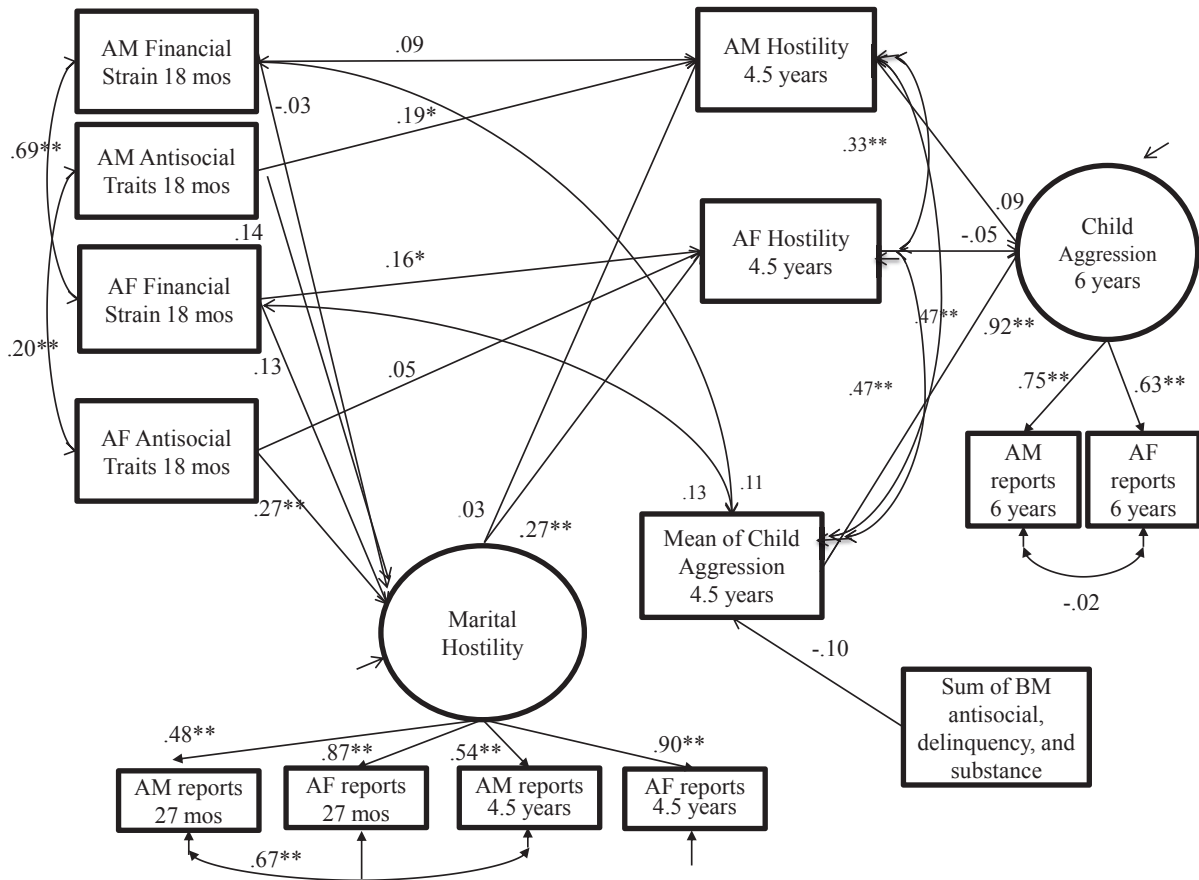 AM Financial
Strain 18 mos
.09
AM Hostility
4.5 years
-.03
.19*
.69**
AM Antisocial
Traits 18 mos
.33**
.09
Child
Aggression
6 years
.14
AF Hostility
4.5 years
-.05
.16*
AF Financial
Strain 18 mos
.20**
.13
.05
.47**
.92**
.47**
.75**
.63**
AF Antisocial
Traits 18 mos
AM
reports
6 years
AF
reports
6 years
.27**
.03
.27**
.13
.11
Mean of Child
Aggression
4.5 years
-.02
Marital
Hostility
-.10
Sum of BM
antisocial,
delinquency, and
substance
.48**
.87**
.54**
.90**
AM reports
27 mos
AF reports
27 mos
AM reports
4.5 years
AF reports
4.5 years
.67**